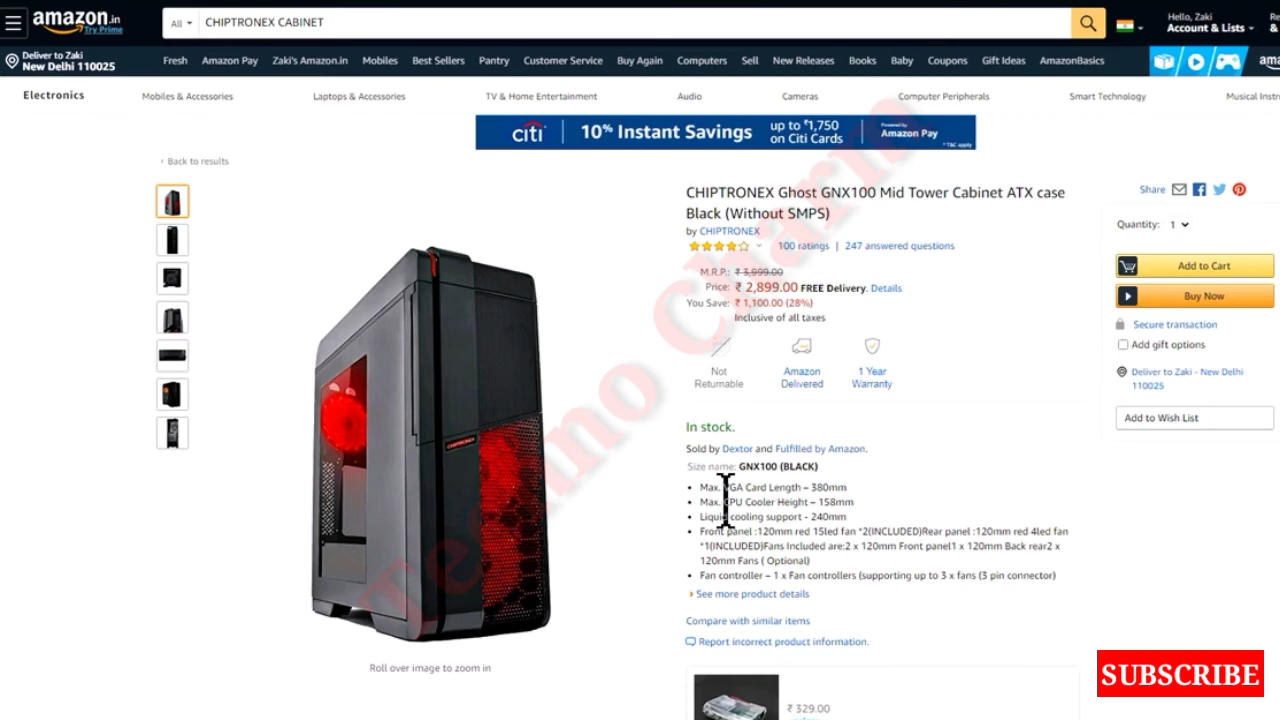 amazon.in
Try Prime
All
CHIPTRONEX CABINET
Hello, Zaki
Account & Lists
Re
&
Deliver to Zaki
New Delhi 110025
Fresh Amazon Pay Zaki's Amazon.in Mobiles Best Sellers Pantry Customer Service Buy Again Computers Sell New Releases Books Baby Coupons Gift Ideas AmazonBasics
Electronics Mobiles & Accessories Laptops & Accessories TV & Home Entertainment Audio Cameras Computer Peripherals Smart Technology Musical Instr
citi 10% Instant Savings up to ₹1,750 on Citi Cards Powered by Amazon Pay
*T&C apply
‹ Back to results
CHIPTRONEX Ghost GNX100 Mid Tower Cabinet ATX case
Black (Without SMPS)
by CHIPTRONEX
100 ratings | 247 answered questions
M.R.P.: ₹ 3,999.00
Price: ₹ 2,899.00 FREE Delivery. Details
You Save: ₹ 1,100.00 (28%)
Inclusive of all taxes
Not Returnable
Amazon Delivered
1 Year Warranty
In stock.
Sold by Dextor and Fulfilled by Amazon.
Size name: GNX100 (BLACK)
• Max. VGA Card Length – 380mm
• Max. CPU Cooler Height – 158mm
• Liquid cooling support - 240mm
• Front panel :120mm red 15led fan *2(INCLUDED)Rear panel :120mm red 4led fan
*1(INCLUDED)Fans Included are:2 x 120mm Front panel1 x 120mm Back rear2 x
120mm Fans ( Optional)
• Fan controller – 1 x Fan controllers (supporting up to 3 x fans (3 pin connector)
› See more product details
Compare with similar items
Report incorrect product information.
₹ 329.00
Share
Quantity: 1
Add to Cart
Buy Now
Secure transaction
Add gift options
Deliver to Zaki - New Delhi
110025
Add to Wish List
CHIPTRONEX
Roll over image to zoom in
Techno Charm
SUBSCRIBE